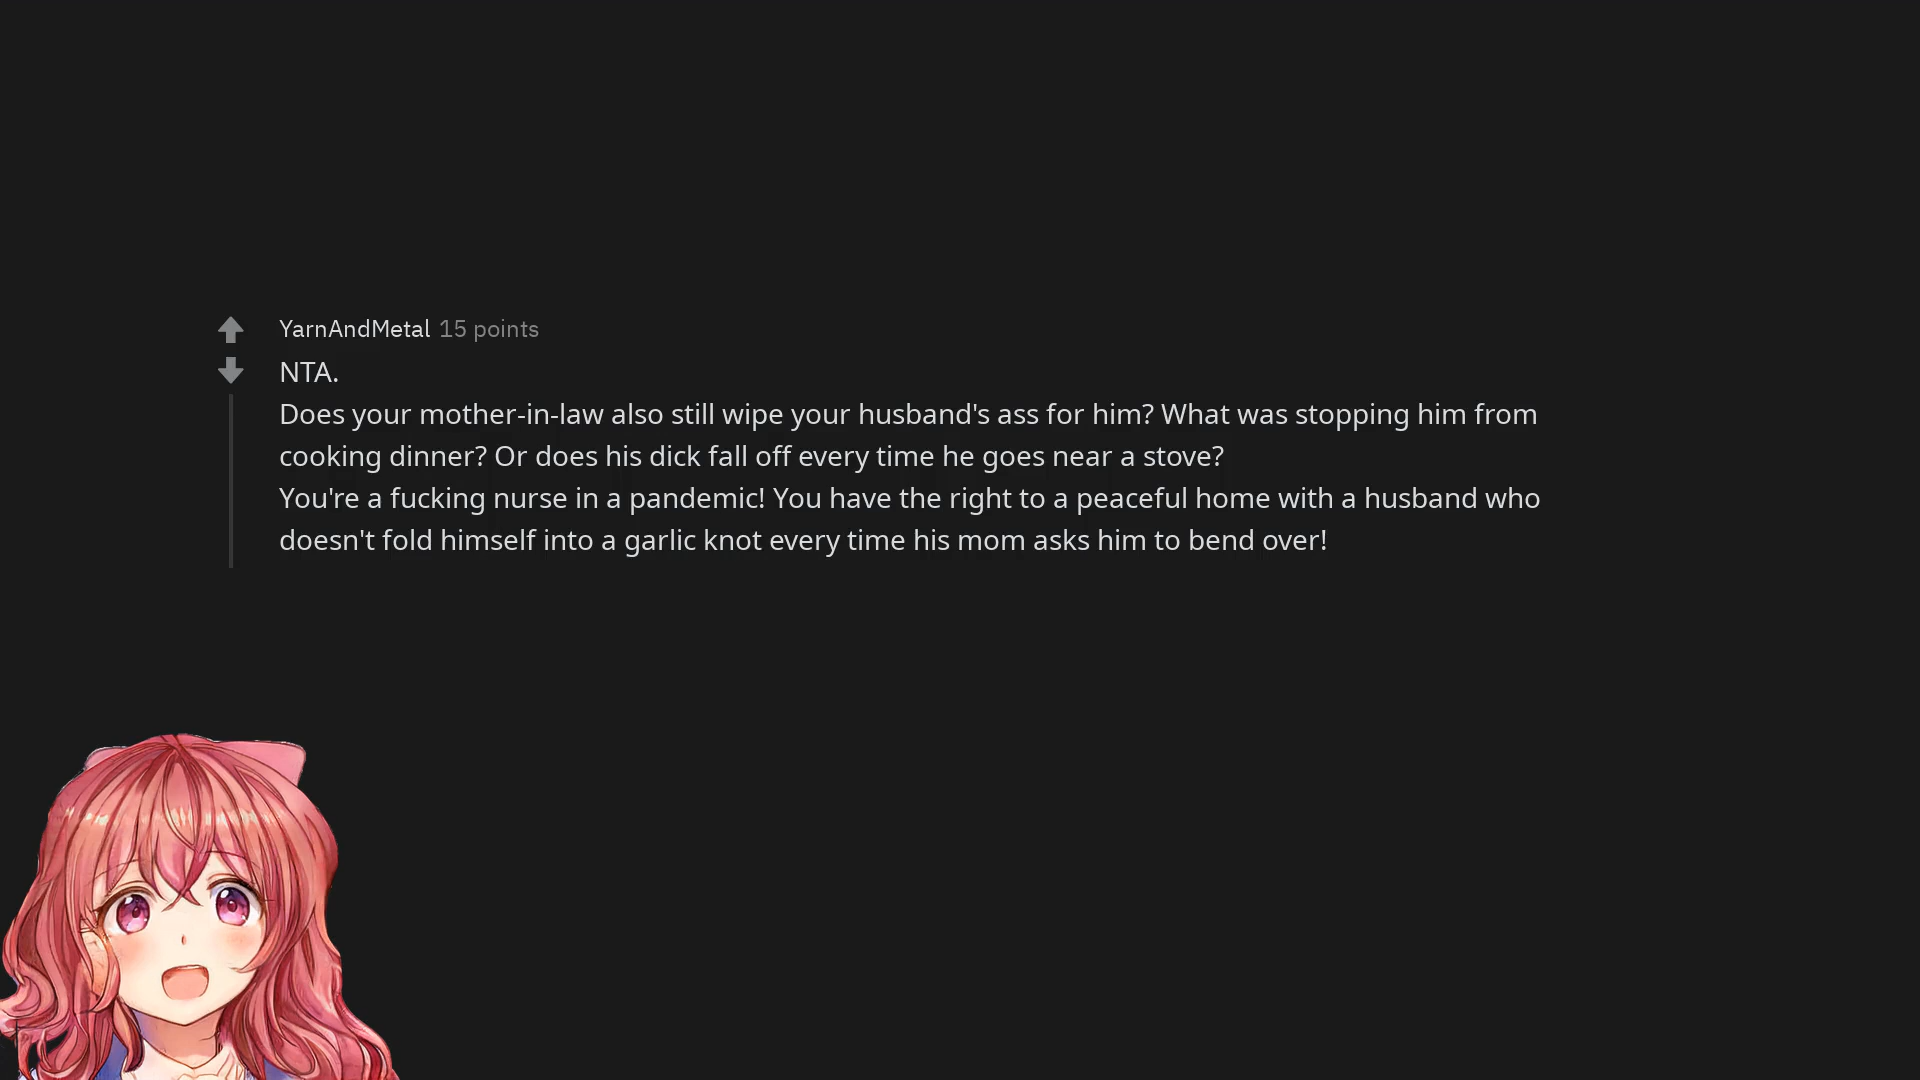 YarnAndMetal 15 points
NTA.
Does your mother-in-law also still wipe your husband's ass for him? What was stopping him from
cooking dinner? Or does his dick fall off every time he goes near a stove?
You're a fucking nurse in a pandemic! You have the right to a peaceful home with a husband who
doesn't fold himself into a garlic knot every time his mom asks him to bend over!